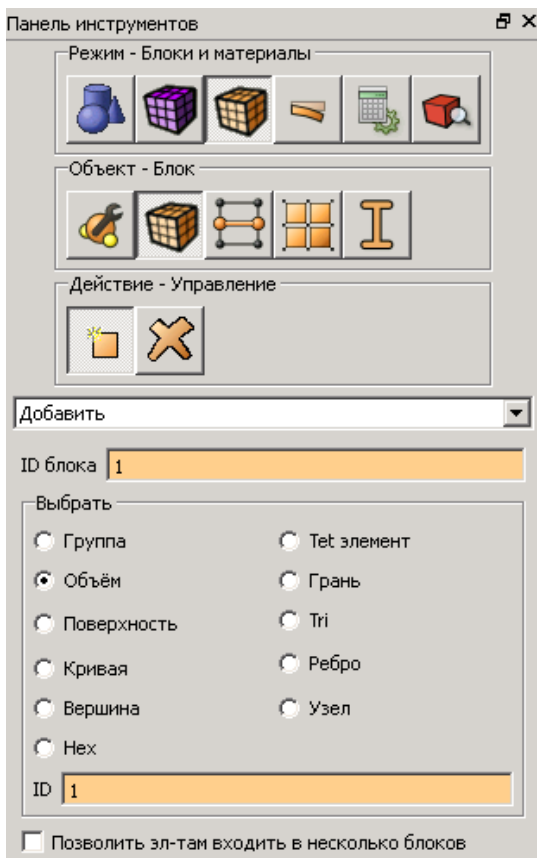 Панель инструментов
Режим - Блоки и материалы
Объект - Блок
Действие - Управление
Добавить
ID блока 1
Выбрать
Группа
Tet элемент
Объём
Грань
Поверхность
Tri
Кривая
Ребро
Вершина
Узел
Hex
ID 1
Позволить эл-там входить в несколько блоков